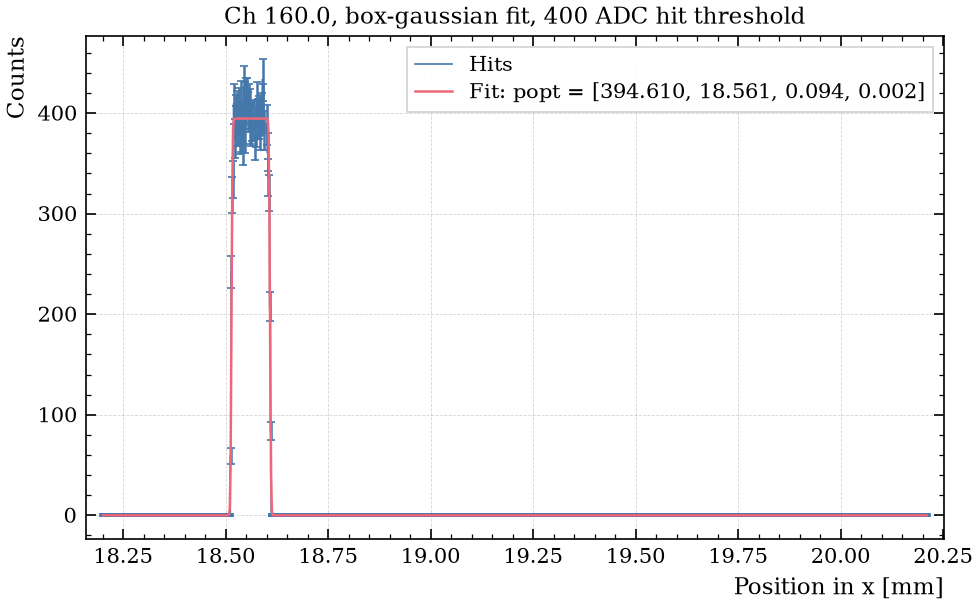 Ch 160.0, box-gaussian fit, 400 ADC hit threshold
Counts
Hits
Fit: popt = [394.610, 18.561, 0.094, 0.002]
400
300
200
100
0
18.25 18.50 18.75 19.00 19.25 19.50 19.75 20.00 20.25
Position in x [mm]